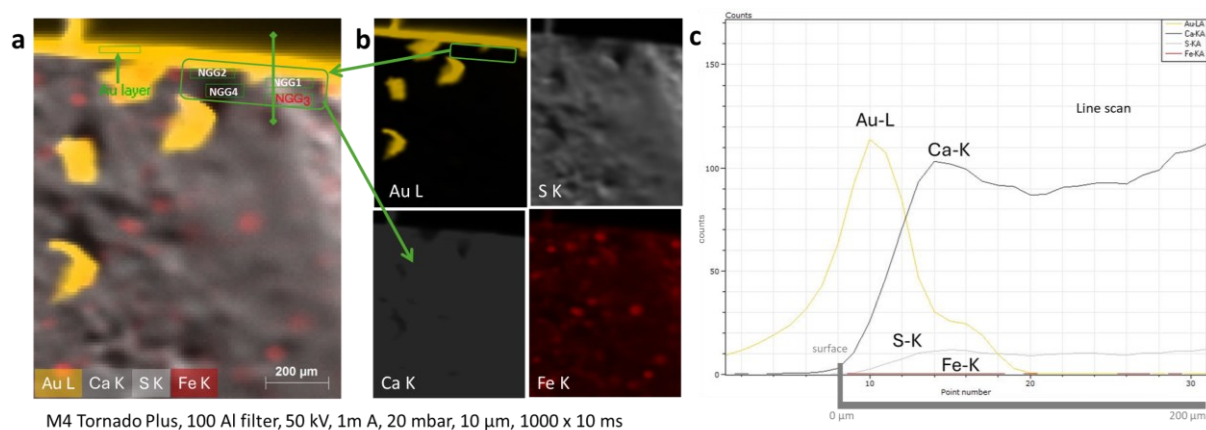 a
Au layer
NGG2
NGG1
NGG4
NGG3
Au L
Ca K
S K
Fe K
200 µm
b
Au L
S K
Ca K
Fe K
c
Counts
Au-LA
Ca-KA
S-KA
Fe-KA
150
100
50
0
counts
Line scan
Au-L
Ca-K
S-K
Fe-K
surface
10
20
30
Point number
0 µm
200 µm
M4 Tornado Plus, 100 Al filter, 50 kV, 1m A, 20 mbar, 10 µm, 1000 x 10 ms